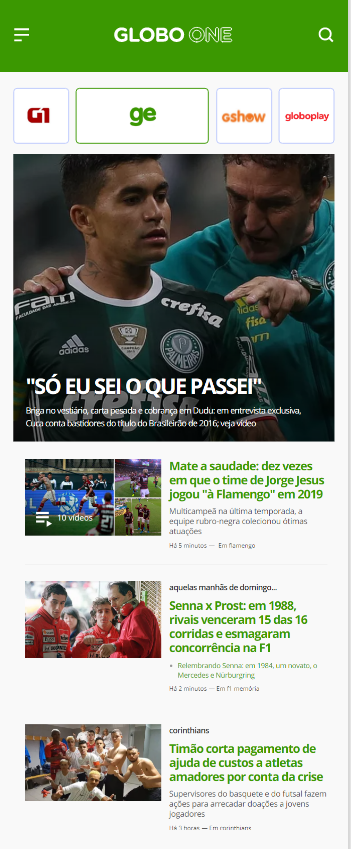 GLOBO ONE
G1
ge
gshow
globoplay
FAM
FACULDADE DAS AMÉRICAS
crefisa
crefisa
fam
adidas
PALMEIRAS
"SÓ EU SEI O QUE PASSEI"
Briga no vestiário, carta pesada e cobrança em Dudu: em entrevista exclusiva,
Cuca conta bastidores do título do Brasileirão de 2016; veja vídeo
10 vídeos
Mate a saudade: dez vezes
em que o time de Jorge Jesus
jogou "à Flamengo" em 2019
Multicampeã na última temporada, a
equipe rubro-negra colecionou ótimas
atuações
Há 5 minutos — Em flamengo
aquelas manhãs de domingo...
Senna x Prost: em 1988,
rivais venceram 15 das 16
corridas e esmagaram
concorrência na F1
Relembrando Senna: em 1984, um novato, o
Mercedes e Nürburgring
Há 2 minutos — Em f1 memória
corinthians
Timão corta pagamento de
ajuda de custos a atletas
amadores por conta da crise
Supervisores do basquete e do futsal fazem
ações para arrecadar doações a jovens
jogadores
Há 3 horas — Em corinthians